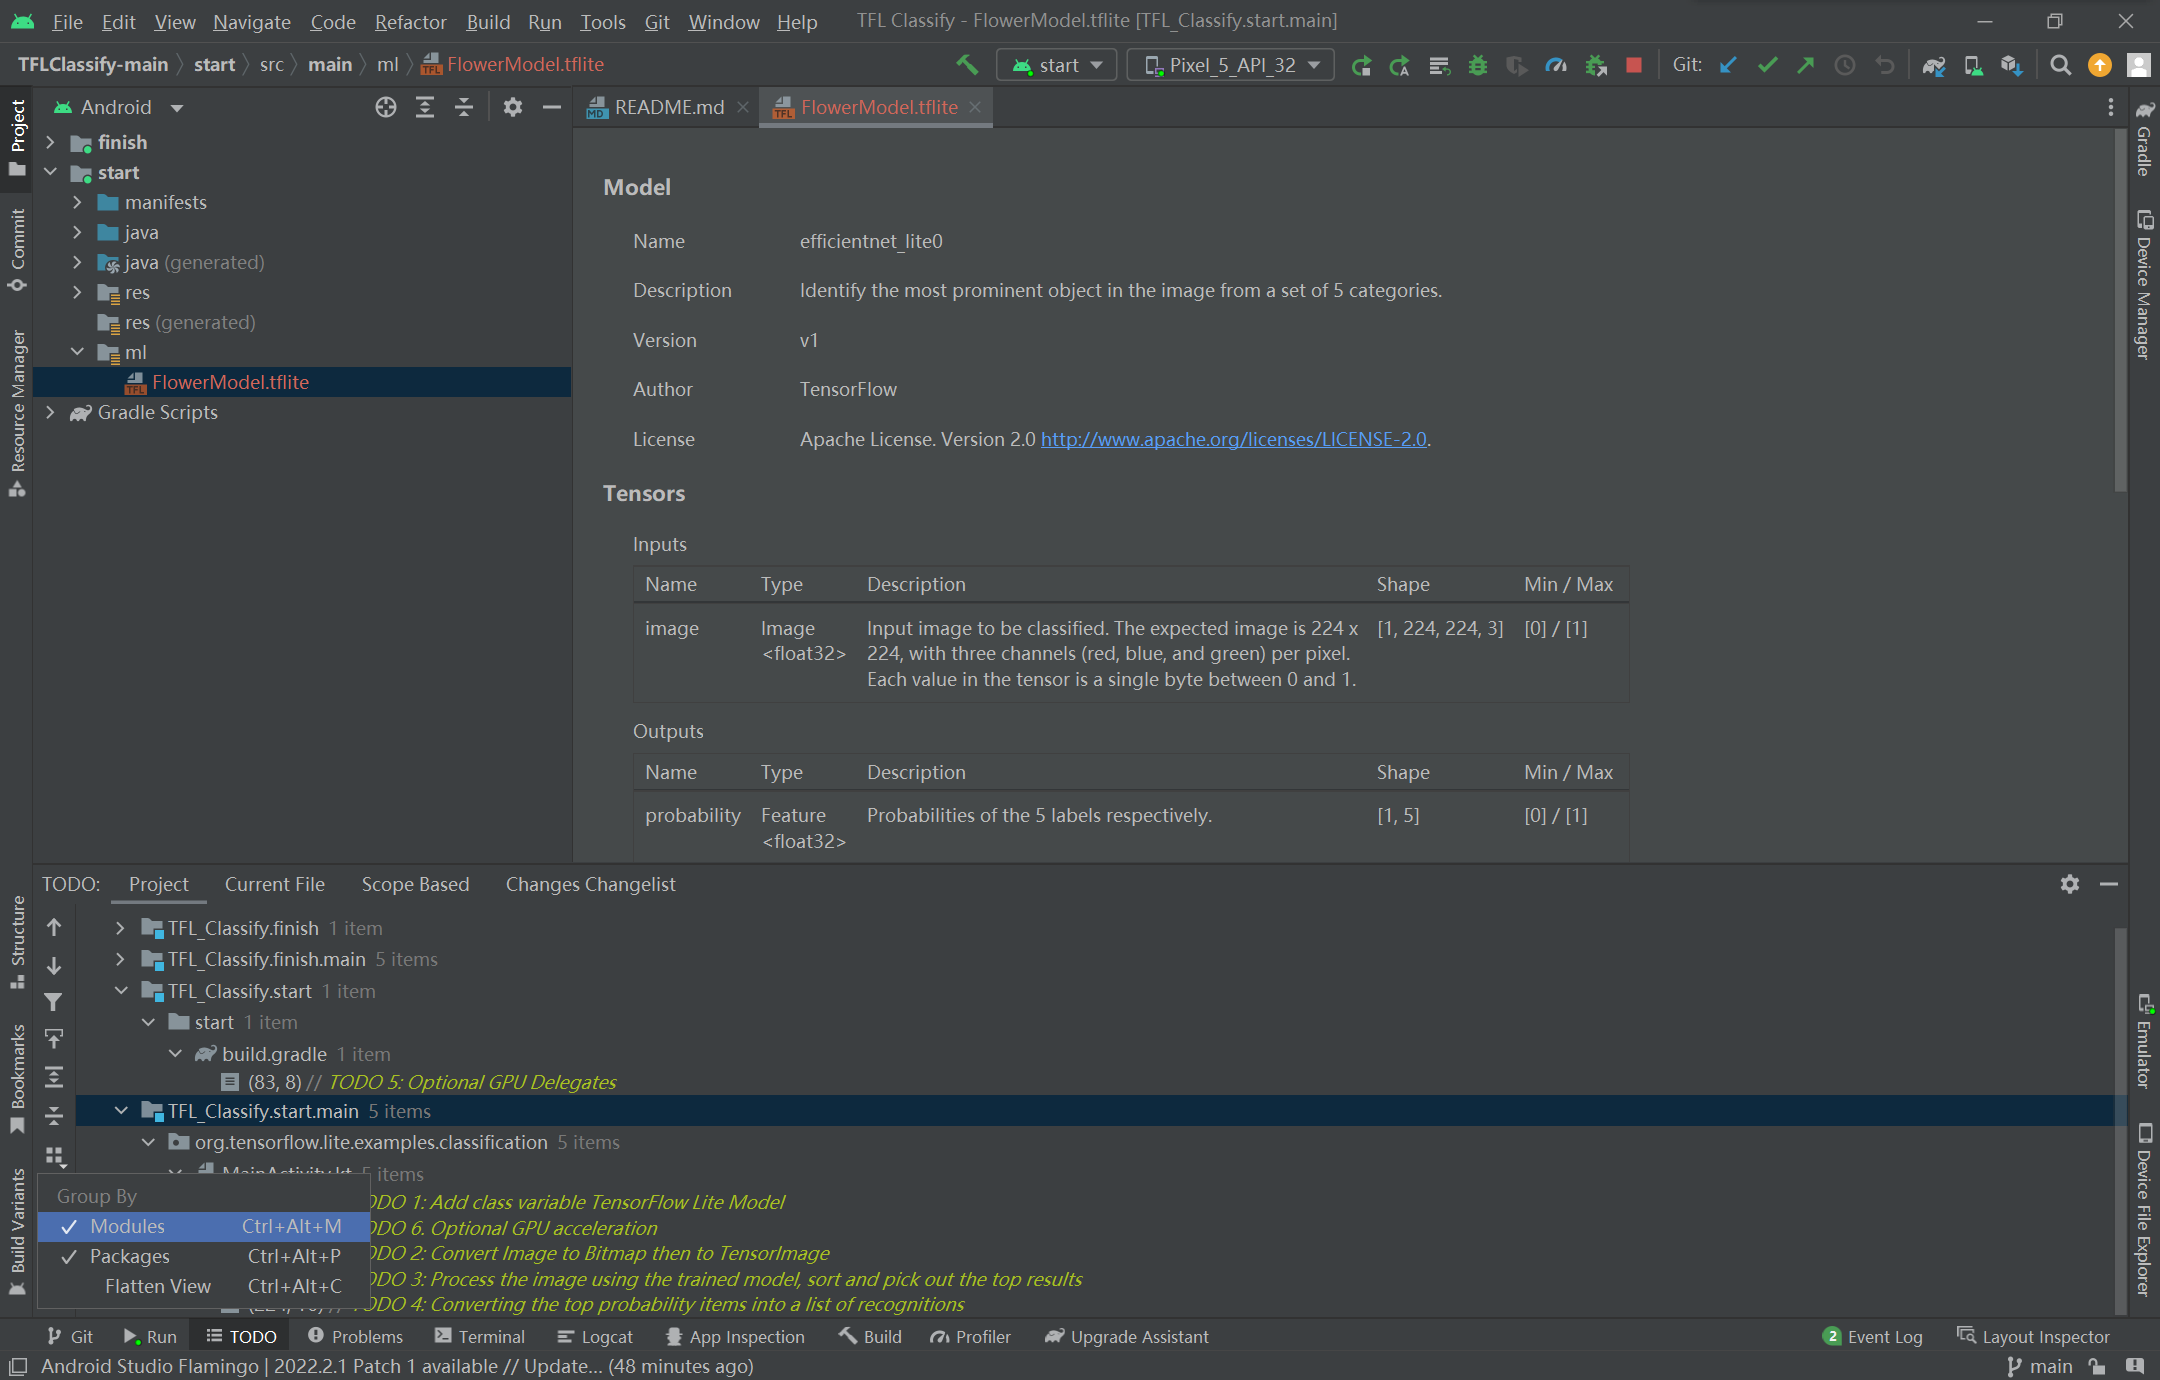 File Edit View Navigate Code Refactor Build Run Tools Git Window Help TFL Classify - FlowerModel.tflite [TFL_Classify.start.main]
TFLClassify-main start src main ml FlowerModel.tflite start Pixel_5_API_32 Git:
Project
Commit
Resource Manager
Structure
Bookmarks
Build Variants
Android
finish
start
manifests
java
java (generated)
res
res (generated)
ml
FlowerModel.tflite
Gradle Scripts
README.md FlowerModel.tflite
Model
Name efficientnet_lite0
Description Identify the most prominent object in the image from a set of 5 categories.
Version v1
Author TensorFlow
License Apache License. Version 2.0 http://www.apache.org/licenses/LICENSE-2.0.
Tensors
Inputs
Name Type Description Shape Min / Max
image Image Input image to be classified. The expected image is 224 x [1, 224, 224, 3] [0] / [1]
<float32> 224, with three channels (red, blue, and green) per pixel.
Each value in the tensor is a single byte between 0 and 1.
Outputs
Name Type Description Shape Min / Max
probability Feature Probabilities of the 5 labels respectively. [1, 5] [0] / [1]
<float32>
Gradle
Device Manager
Emulator
Device File Explorer
TODO: Project Current File Scope Based Changes Changelist
TFL_Classify.finish 1 item
TFL_Classify.finish.main 5 items
TFL_Classify.start 1 item
start 1 item
build.gradle 1 item
(83, 8) // TODO 5: Optional GPU Delegates
TFL_Classify.start.main 5 items
org.tensorflow.lite.examples.classification 5 items
MainActivity.kt 5 items
Group By
Modules Ctrl+Alt+M
Packages Ctrl+Alt+P
Flatten View Ctrl+Alt+C
TODO 1: Add class variable TensorFlow Lite Model
TODO 6. Optional GPU acceleration
TODO 2: Convert Image to Bitmap then to TensorImage
TODO 3: Process the image using the trained model, sort and pick out the top results
TODO 4: Converting the top probability items into a list of recognitions
Git Run TODO Problems Terminal Logcat App Inspection Build Profiler Upgrade Assistant 2 Event Log Layout Inspector
Android Studio Flamingo | 2022.2.1 Patch 1 available // Update... (48 minutes ago) main